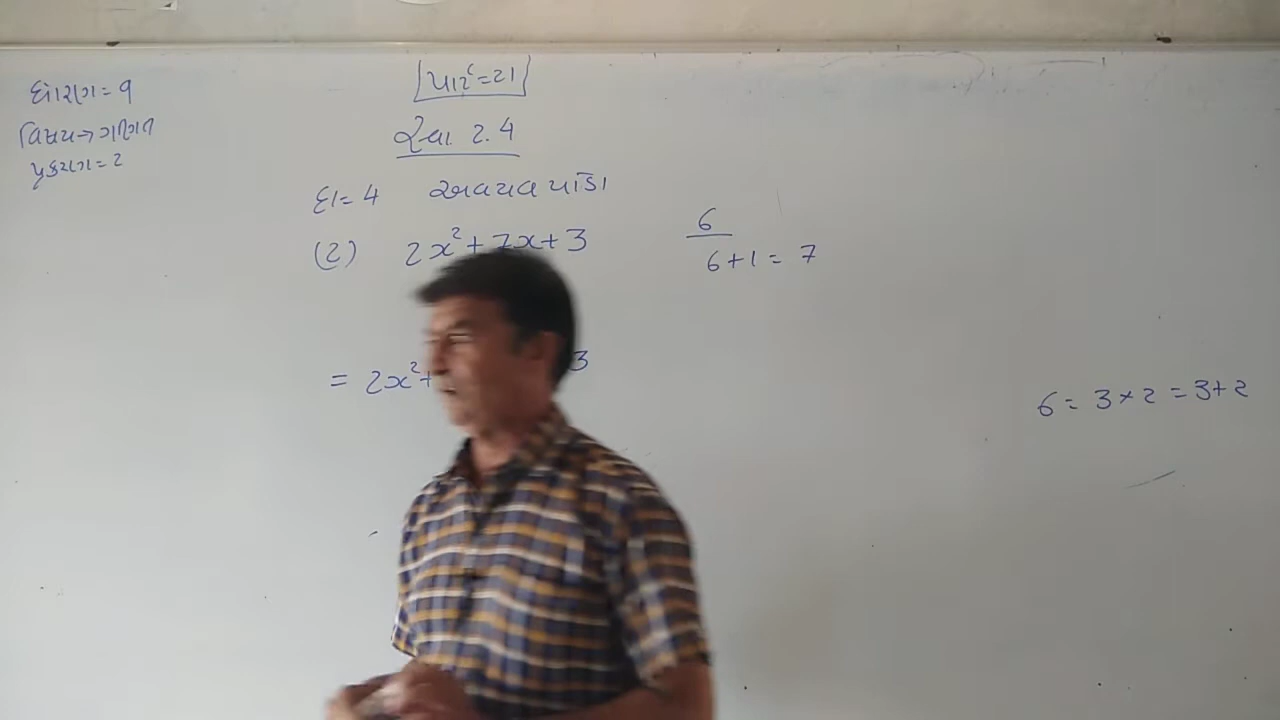 ધોરણ = 9
વિષય → ગણિત
પ્રકરણ = 2
પાર્ટ = 21
સ્વા. 2.4
દા = 4 અવયવ પાડો
(2) 2x² + 7x + 3
6
6 + 1 = 7
= 2x² + 3
6 = 3 × 2 = 3 + 2